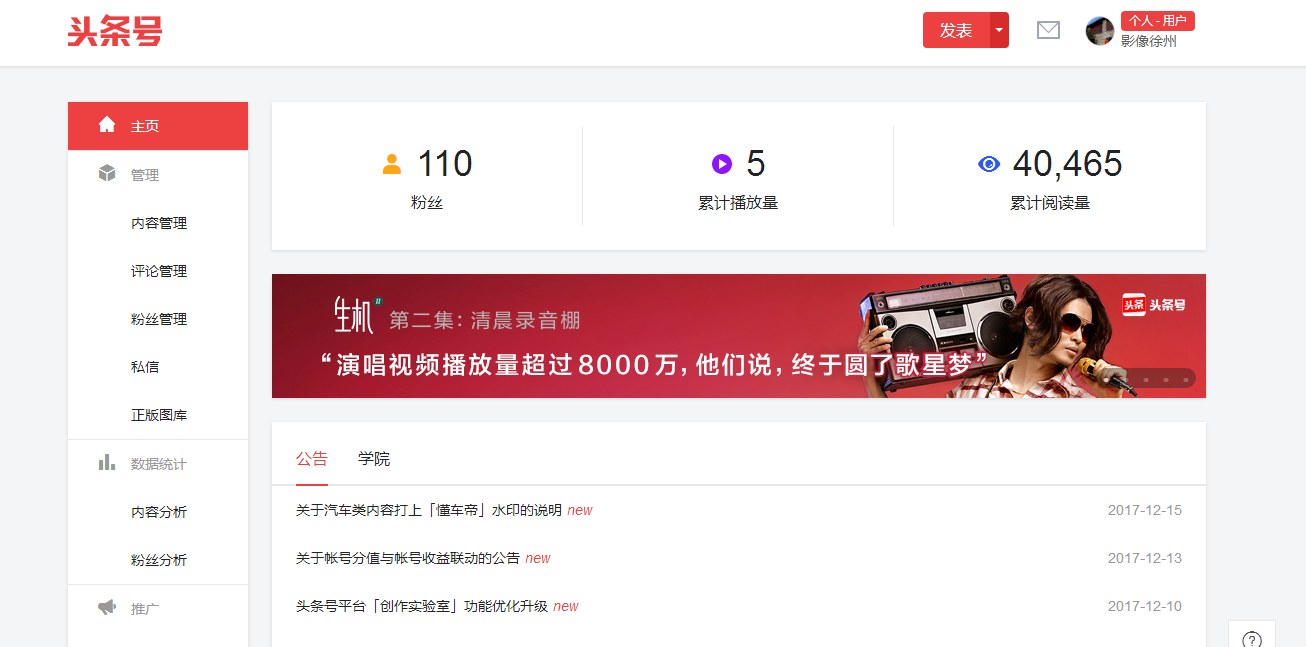 头条号
发表
个人 - 用户
影像徐州
主页
管理
内容管理
评论管理
粉丝管理
私信
正版图库
数据统计
内容分析
粉丝分析
推广
110
粉丝
5
累计播放量
40,465
累计阅读量
生机 II 第二集：清晨录音棚
“演唱视频播放量超过8000万，他们说，终于圆了歌星梦”
头条 头条号
公告 学院
关于汽车类内容打上「懂车帝」水印的说明 new 2017-12-15
关于帐号分值与帐号收益联动的公告 new 2017-12-13
头条号平台「创作实验室」功能优化升级 new 2017-12-10
?